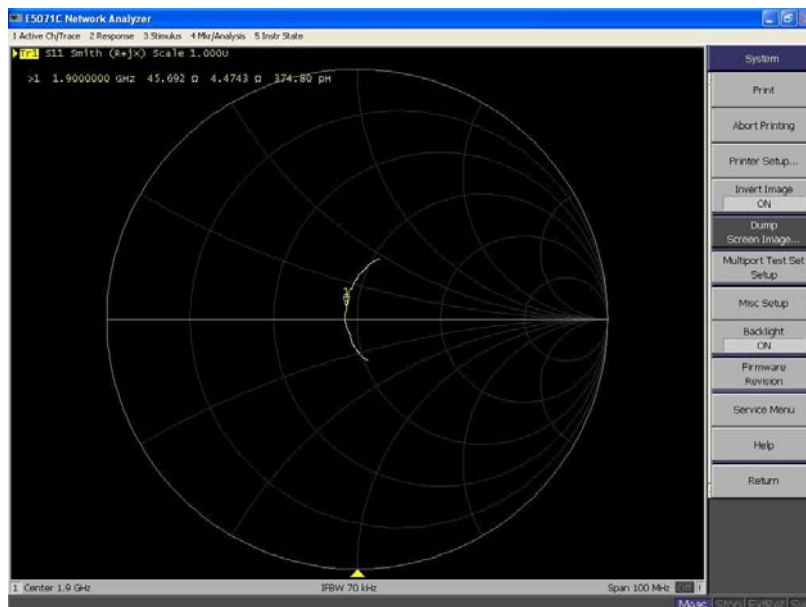 E5071C Network Analyzer
1 Active Ch/Trace 2 Response 3 Stimulus 4 Mkr/Analysis 5 Instr State
Tr1 S11 Smith (R+jX) Scale 1.000U
>1 1.9000000 GHz 45.692 Ω 4.4743 Ω 374.80 pH
System
Print
Abort Printing
Printer Setup...
Invert Image
ON
Dump
Screen Image...
Multiport Test Set
Setup
Misc Setup
Backlight
ON
Firmware
Revision
Service Menu
Help
Return
1 Center 1.9 GHz IFBW 70 kHz Span 100 MHz Off
Meas Stop ExtRef